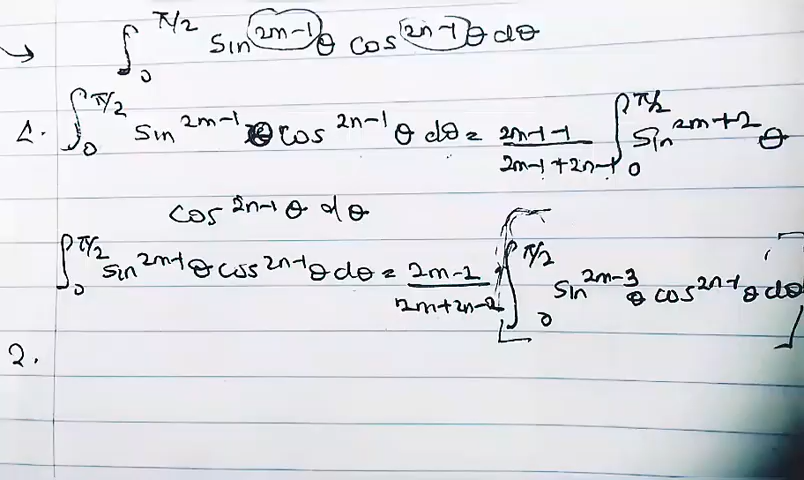 → ∫₀^{π/2} sin^{2m-1}θ cos^{2n-1}θ dθ
1. ∫₀^{π/2} sin^{2m-1}θ cos^{2n-1}θ dθ = \frac{2m-1-1}{2m-1+2n-1} ∫₀^{π/2} sin^{2m+2}θ
cos^{2n-1}θ dθ
∫₀^{π/2} sin^{2m-1}θ cos^{2n-1}θ dθ = \frac{2m-2}{2m+2n-2} [∫₀^{π/2} sin^{2m-3}θ cos^{2n-1}θ dθ]
2.